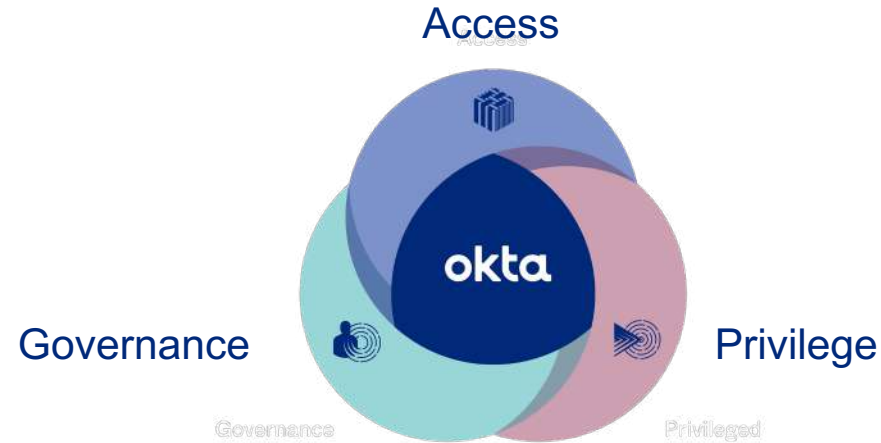 Access
Access
okta
Governance
Privilege
Governance
Privileged